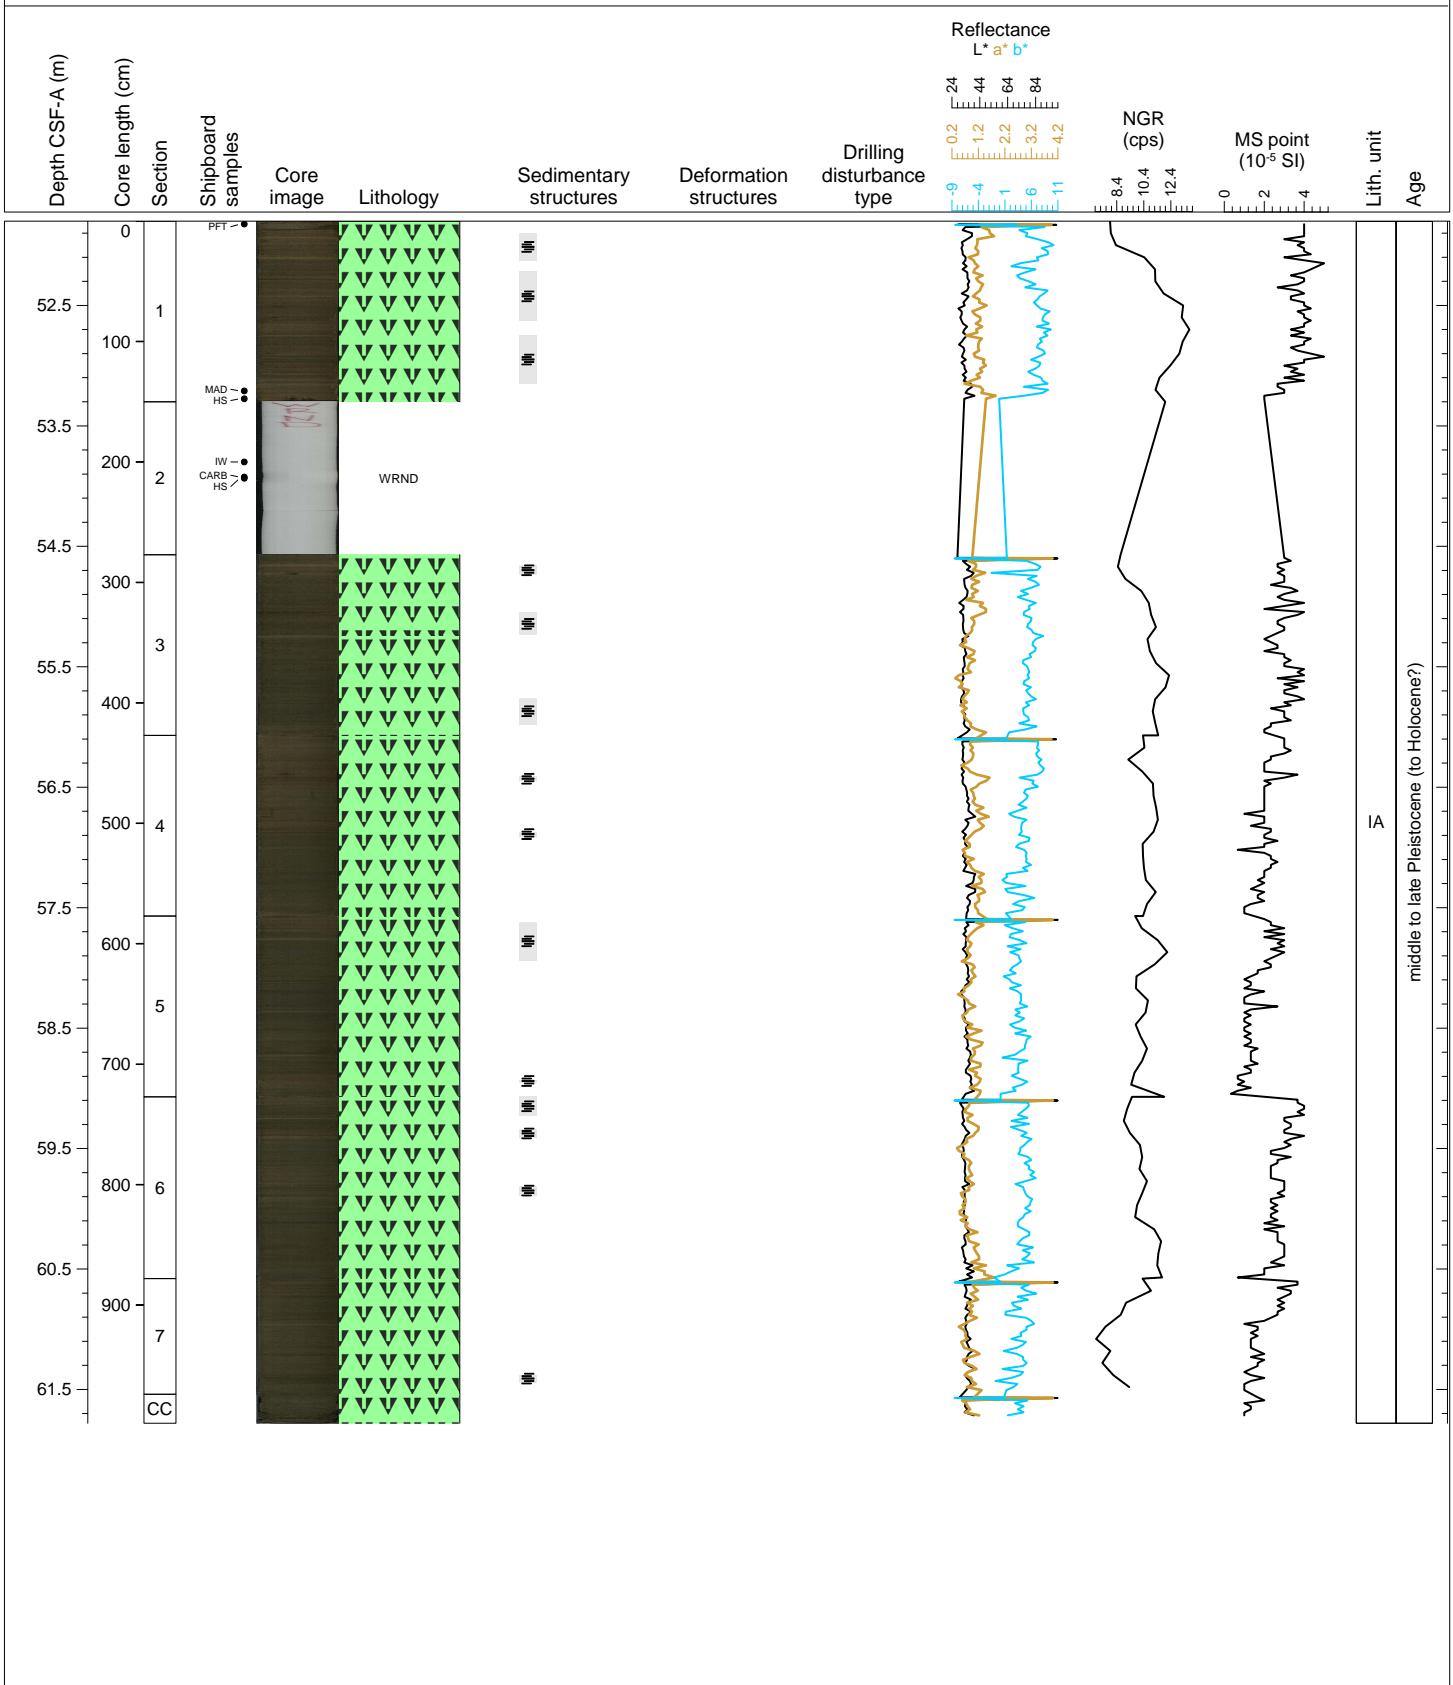 Reflectance
L* a* b*
24 44 64 84
0.2 1.2 2.2 3.2 4.2
-9 -4 1 6 11
NGR
(cps)
8.4 10.4 12.4
MS point
(10-5 SI)
0 2 4
Depth CSF-A (m)
Core length (cm)
Section
Shipboard
samples
Core
image
Lithology
Sedimentary
structures
Deformation
structures
Drilling
disturbance
type
Lith. unit
Age
0
PFT
52.5
1
100
MAD
HS
53.5
200
IW
CARB
HS
2
WRND
54.5
300
3
55.5
400
56.5
500
4
IA
middle to late Pleistocene (to Holocene?)
57.5
600
5
58.5
700
59.5
800
6
60.5
900
7
61.5
CC